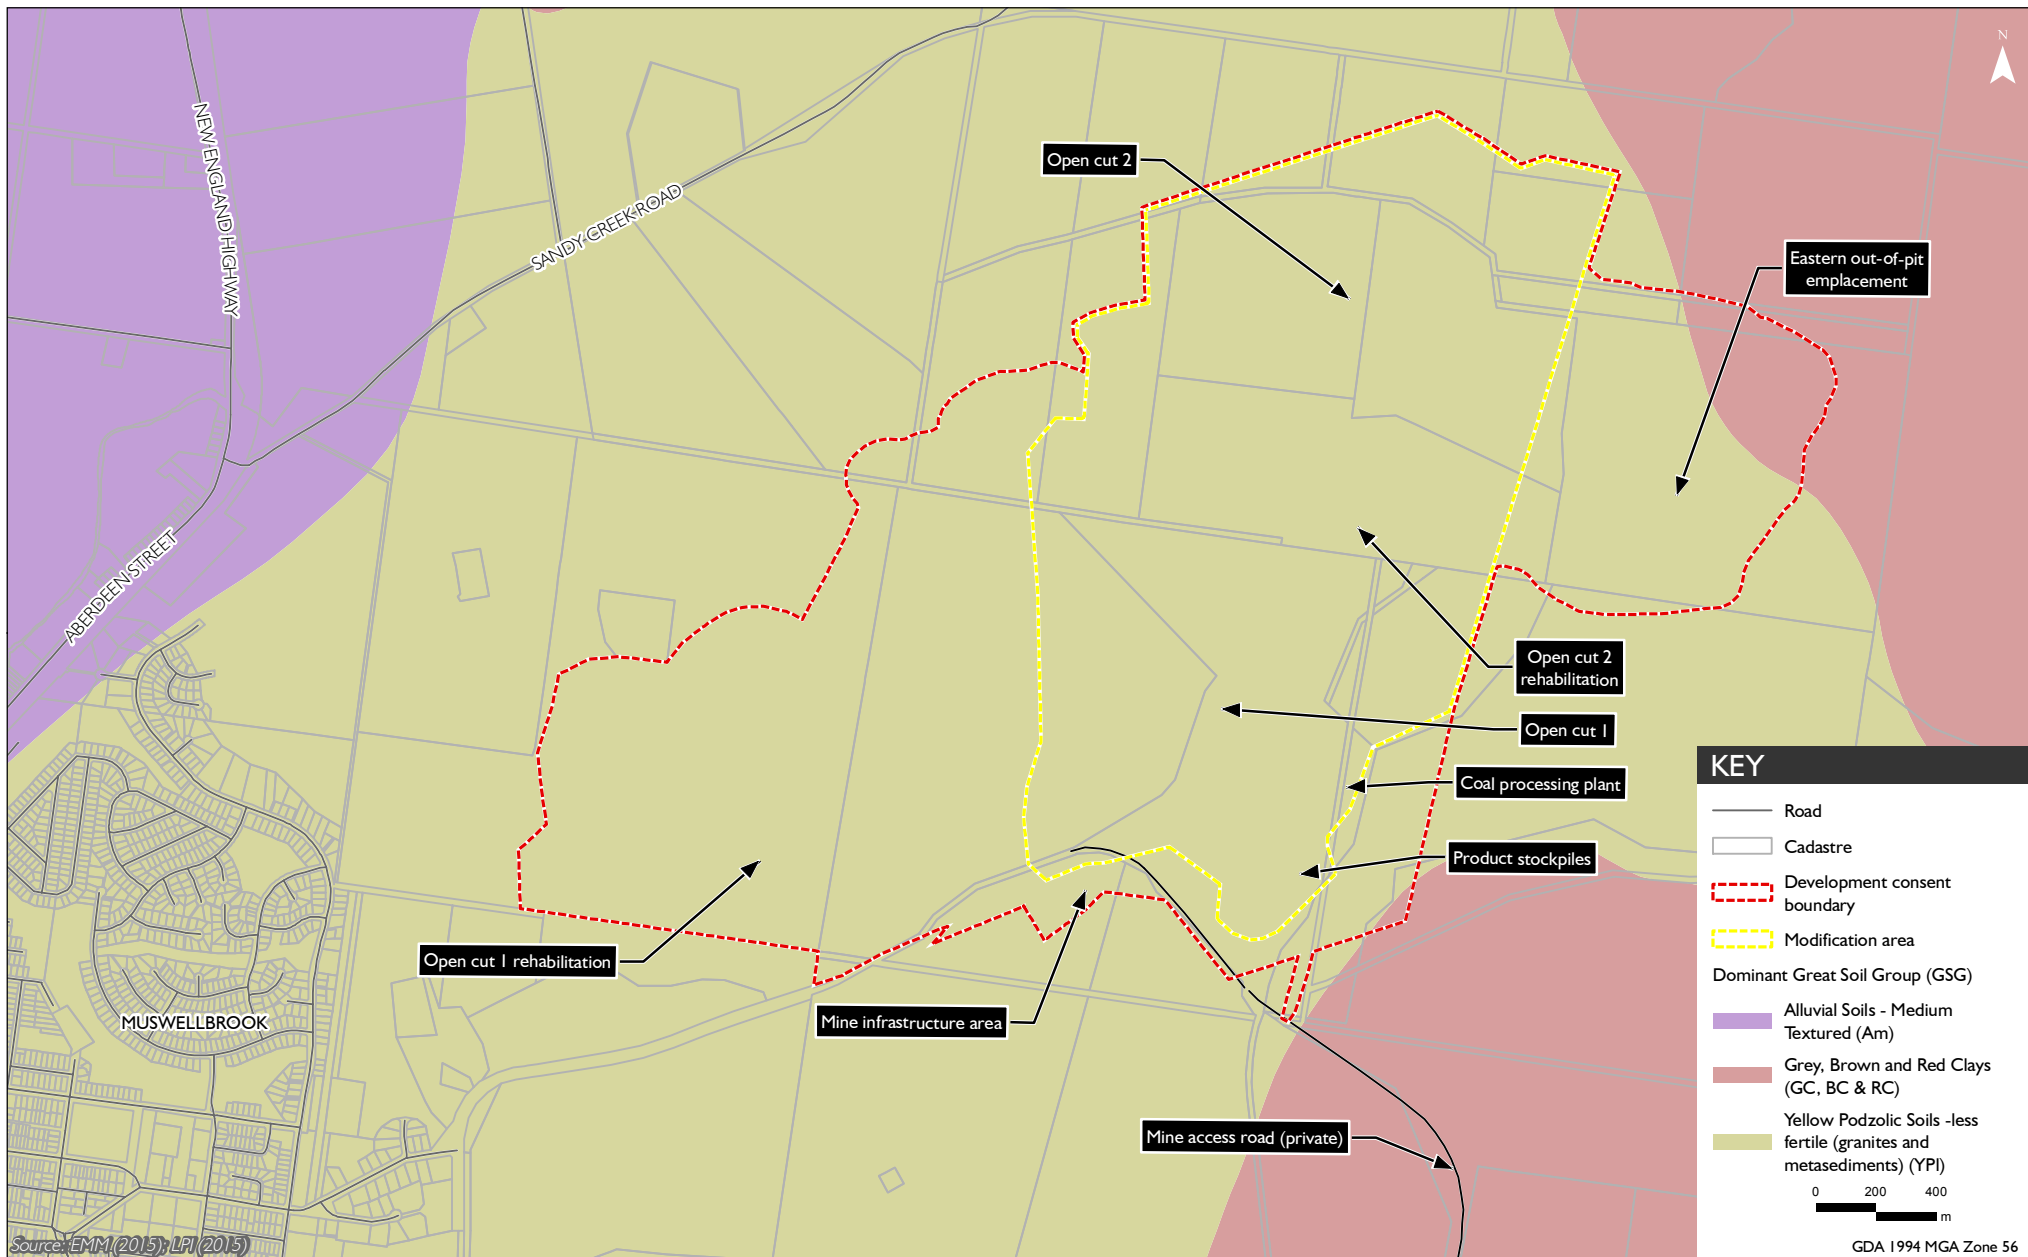 N
NEW ENGLAND HIGHWAY
SANDY CREEK ROAD
ABERDEEN STREET
MUSWELLBROOK
Open cut 2
Eastern out-of-pit
emplacement
Open cut 2
rehabilitation
Open cut 1
Coal processing plant
Product stockpiles
Open cut 1 rehabilitation
Mine infrastructure area
Mine access road (private)
KEY
Road
Cadastre
Development consent
boundary
Modification area
Dominant Great Soil Group (GSG)
Alluvial Soils - Medium
Textured (Am)
Grey, Brown and Red Clays
(GC, BC & RC)
Yellow Podzolic Soils -less
fertile (granites and
metasediments) (YPl)
0 200 400
m
GDA 1994 MGA Zone 56
Source: EMM (2015); LPI (2015)